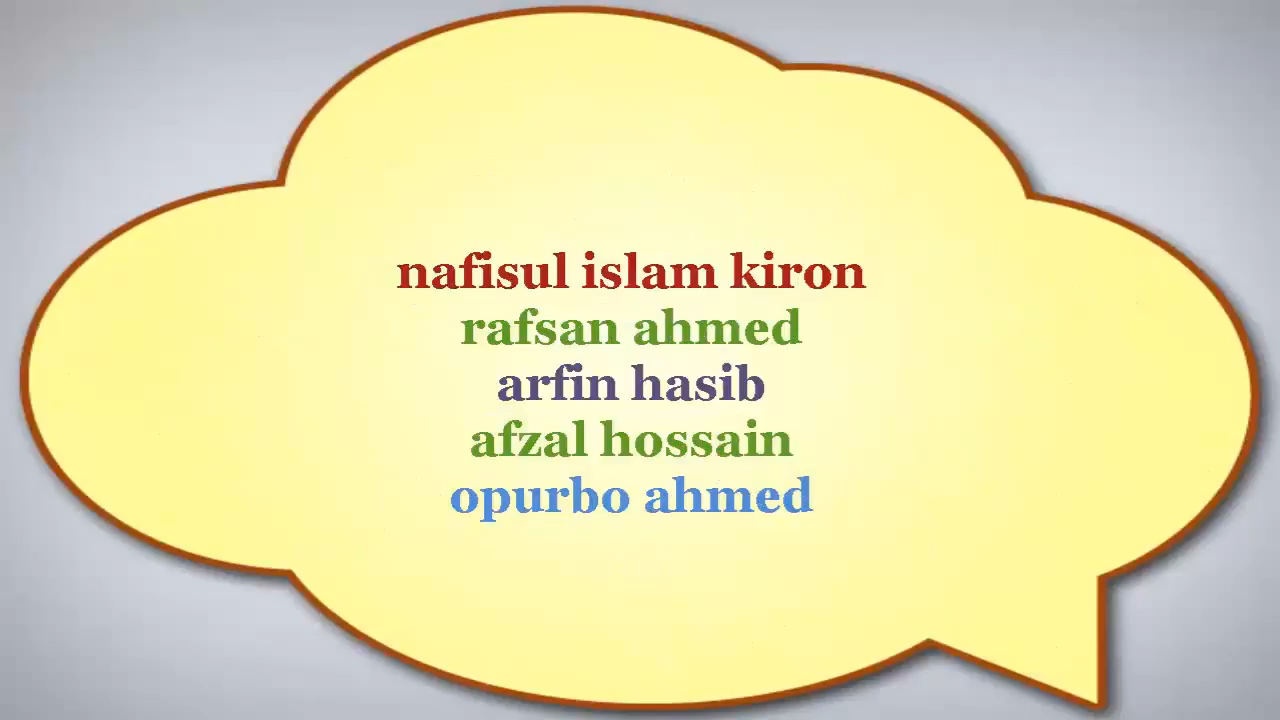 nafisul islam kiron
rafsan ahmed
arfin hasib
afzal hossain
opurbo ahmed